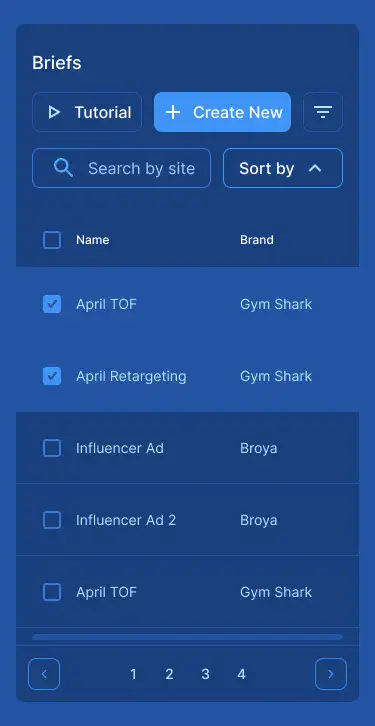 Briefs
Tutorial
Create New
Search by site
Sort by
Name Brand
April TOF Gym Shark
April Retargeting Gym Shark
Influencer Ad Broya
Influencer Ad 2 Broya
April TOF Gym Shark
1 2 3 4